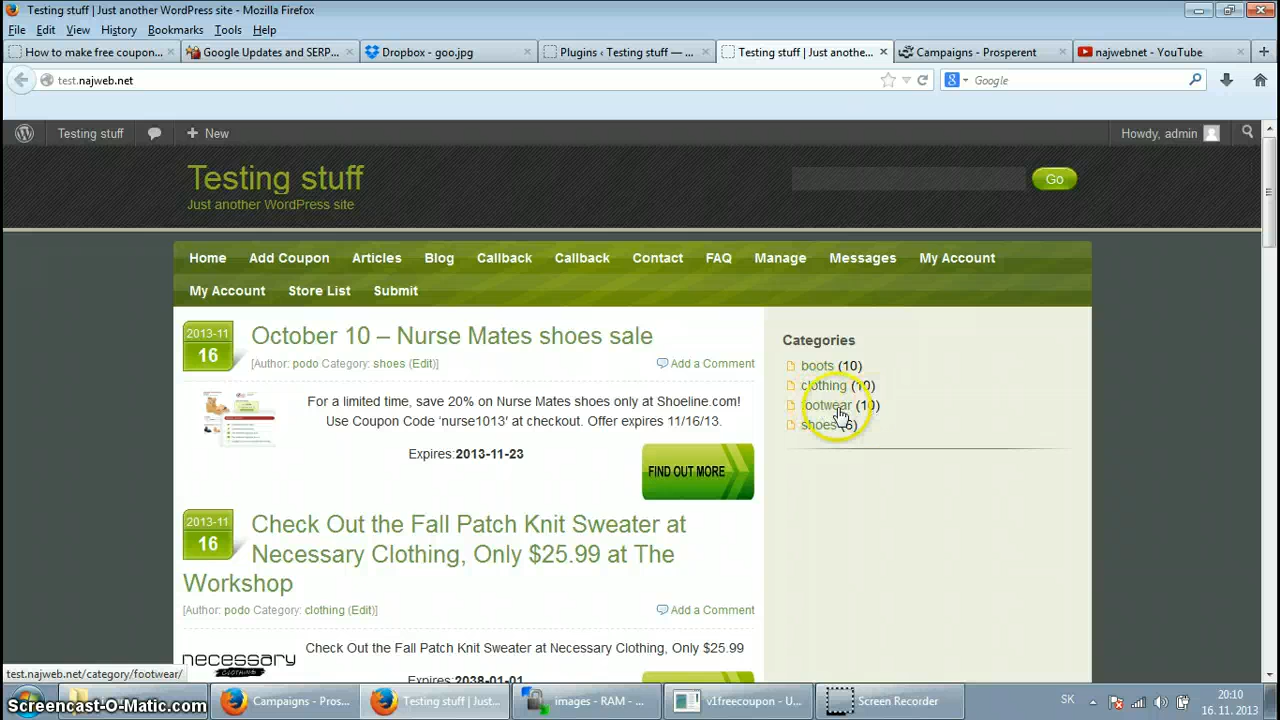 Testing stuff | Just another WordPress site - Mozilla Firefox
File Edit View History Bookmarks Tools Help
How to make free coupon... Google Updates and SERP... Dropbox - goo.jpg Plugins ‹ Testing stuff — ... Testing stuff | Just anothe... Campaigns - Prosperent najwebnet - YouTube
test.najweb.net Google
Testing stuff + New Howdy, admin
Testing stuff
Go
Just another WordPress site
Home Add Coupon Articles Blog Callback Callback Contact FAQ Manage Messages My Account
My Account Store List Submit
2013-11
16
October 10 – Nurse Mates shoes sale
[Author: podo Category: shoes (Edit)] Add a Comment
For a limited time, save 20% on Nurse Mates shoes only at Shoeline.com!
Use Coupon Code ‘nurse1013’ at checkout. Offer expires 11/16/13.
Expires:2013-11-23
FIND OUT MORE
2013-11
16
Check Out the Fall Patch Knit Sweater at
Necessary Clothing, Only $25.99 at The
Workshop
[Author: podo Category: clothing (Edit)] Add a Comment
Check Out the Fall Patch Knit Sweater at Necessary Clothing, Only $25.99
necessary
CLOTHING
Expires:2038-01-01
Categories
boots (10)
clothing (10)
footwear (10)
shoes (6)
test.najweb.net/category/footwear/
Screencast-O-Matic.com
Campaigns - Pros... Testing stuff | Just... images - RAM - ... v1freecoupon - U... Screen Recorder
SK
20:10
16. 11. 2013